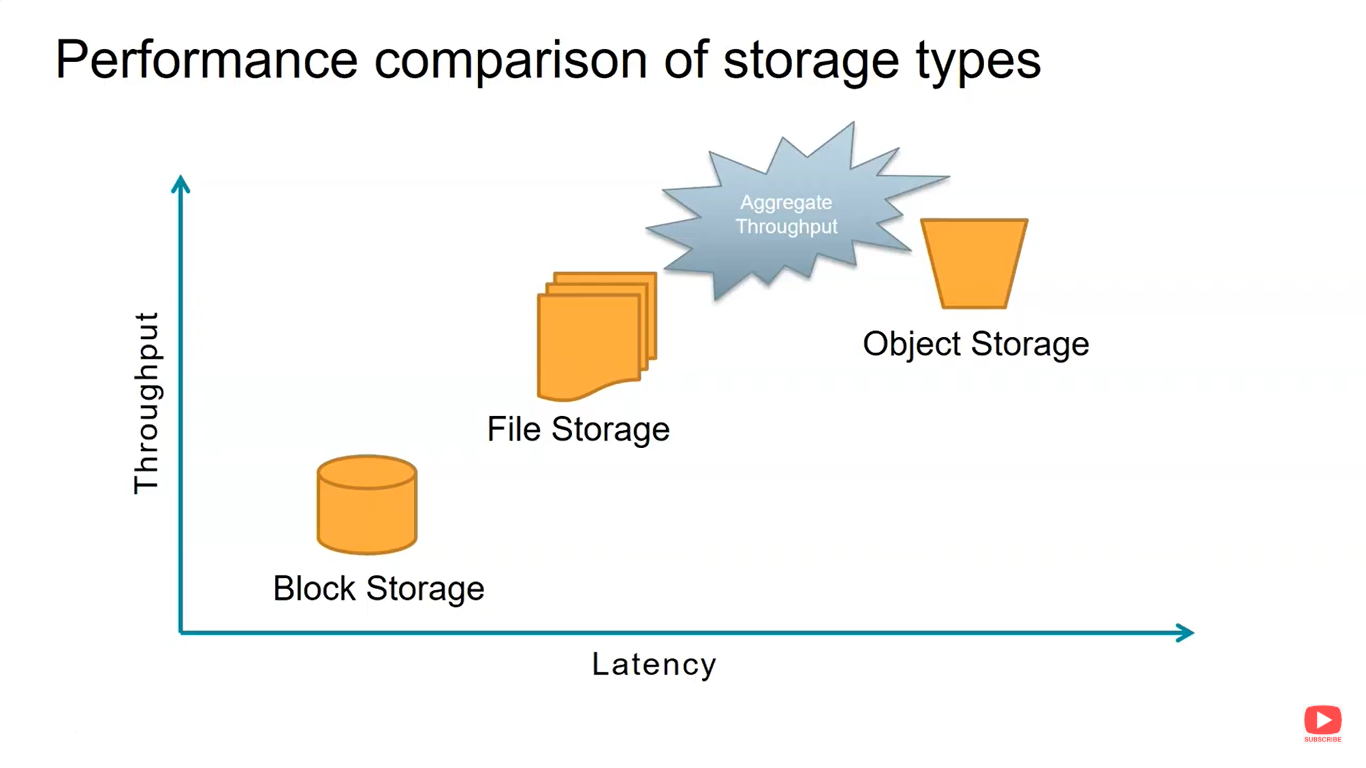 Performance comparison of storage types
Aggregate
Throughput
Object Storage
Throughput
File Storage
Block Storage
Latency
SUBSCRIBE